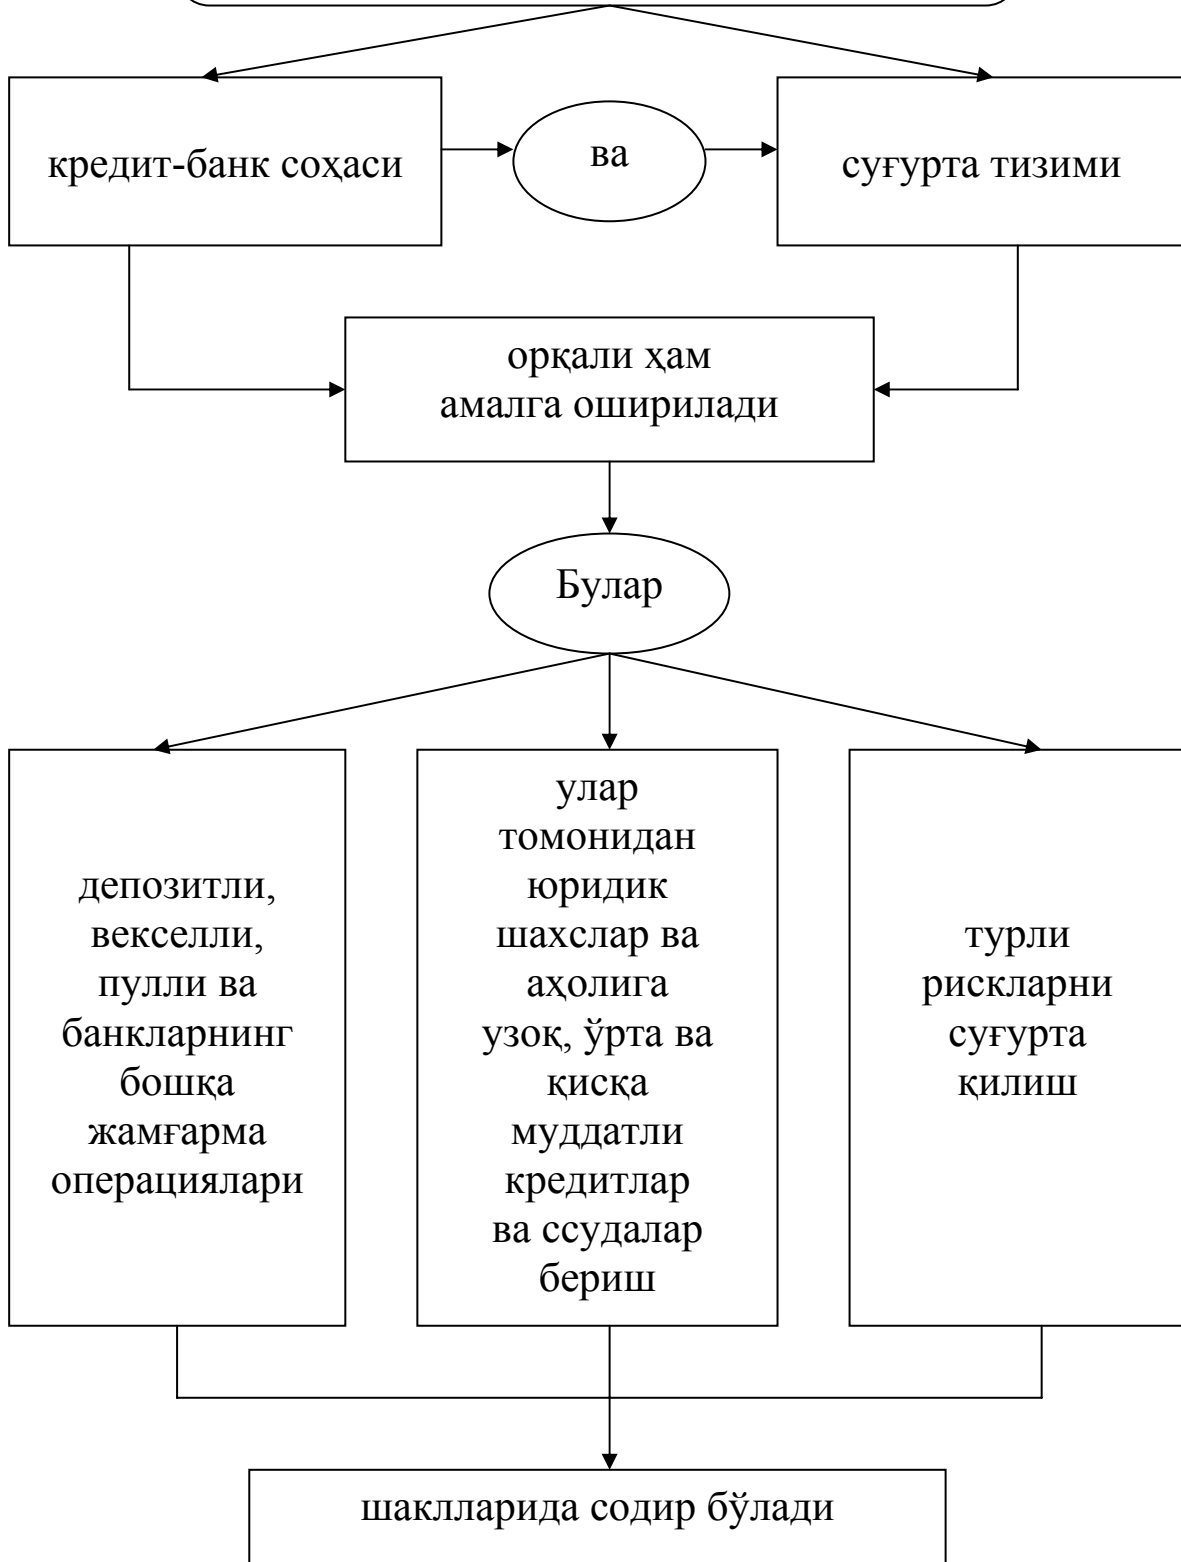 кредит-банк соҳаси
ва
суғурта тизими
орқали ҳам
амалга оширилади
Булар
депозитли,
векселли,
пулли ва
банкларнинг
бошқа
жамғарма
операциялари
улар
томонидан
юридик
шахслар ва
аҳолига
узоқ, ўрта ва
қисқа
муддатли
кредитлар
ва ссудалар
бериш
турли
рискларни
суғурта
қилиш
шаклларида содир бўлади